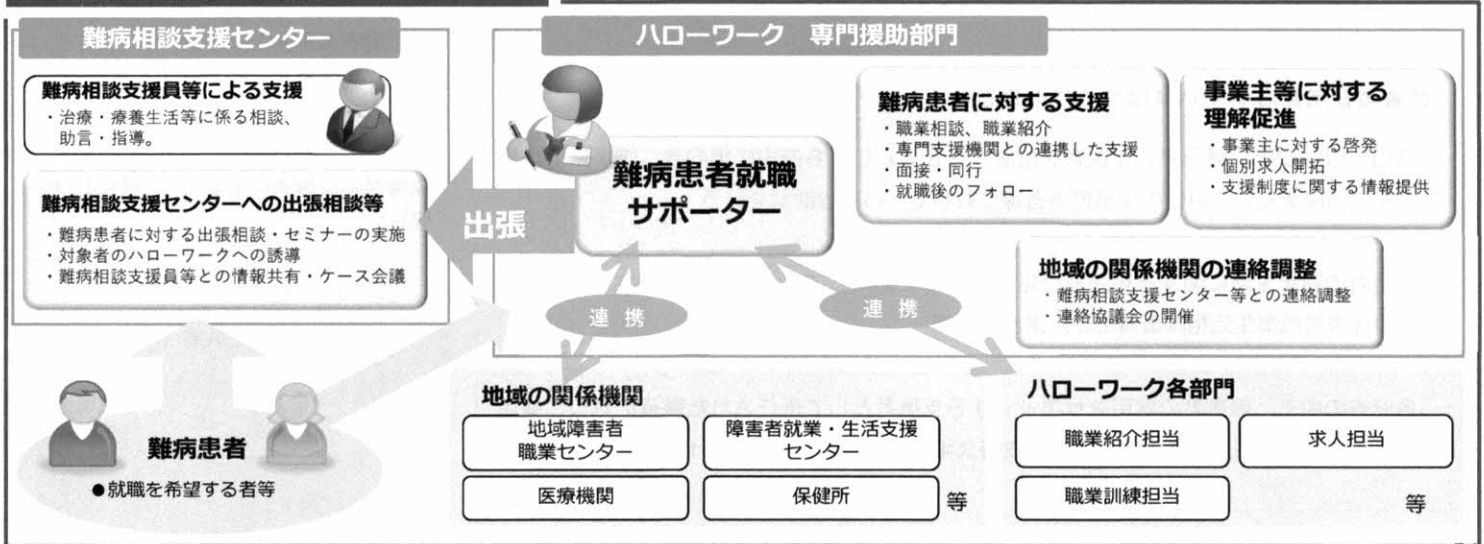 難病相談支援センター
難病相談支援員等による支援
・治療・療養生活等に係る相談、
助言・指導。
難病相談支援センターへの出張相談等
・難病患者に対する出張相談・セミナーの実施
・対象者のハローワークへの誘導
・難病相談支援員等との情報共有・ケース会議
出張
ハローワーク 専門援助部門
難病患者就職
サポーター
難病患者に対する支援
・職業相談、職業紹介
・専門支援機関との連携した支援
・面接・同行
・就職後のフォロー
事業主等に対する
理解促進
・事業主に対する啓発
・個別求人開拓
・支援制度に関する情報提供
地域の関係機関の連絡調整
・難病相談支援センター等との連絡調整
・連絡協議会の開催
連携
連携
難病患者
●就職を希望する者等
地域の関係機関
地域障害者
職業センター
障害者就業・生活支援
センター
医療機関
保健所
等
ハローワーク各部門
職業紹介担当
求人担当
職業訓練担当
等